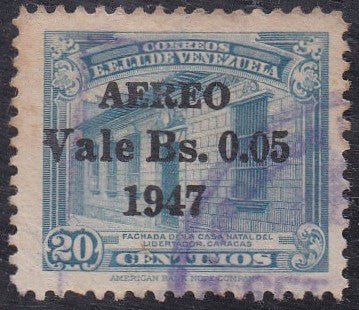 CORREOS
E.E.U.U. DE VENEZUELA
AEREO
Vale Bs. 0.05
1947
FACHADA DE LA CASA NATAL DEL
LIBERTADOR, CARACAS
20 CENTIMOS
AMERICAN BANK NOTE COMPANY